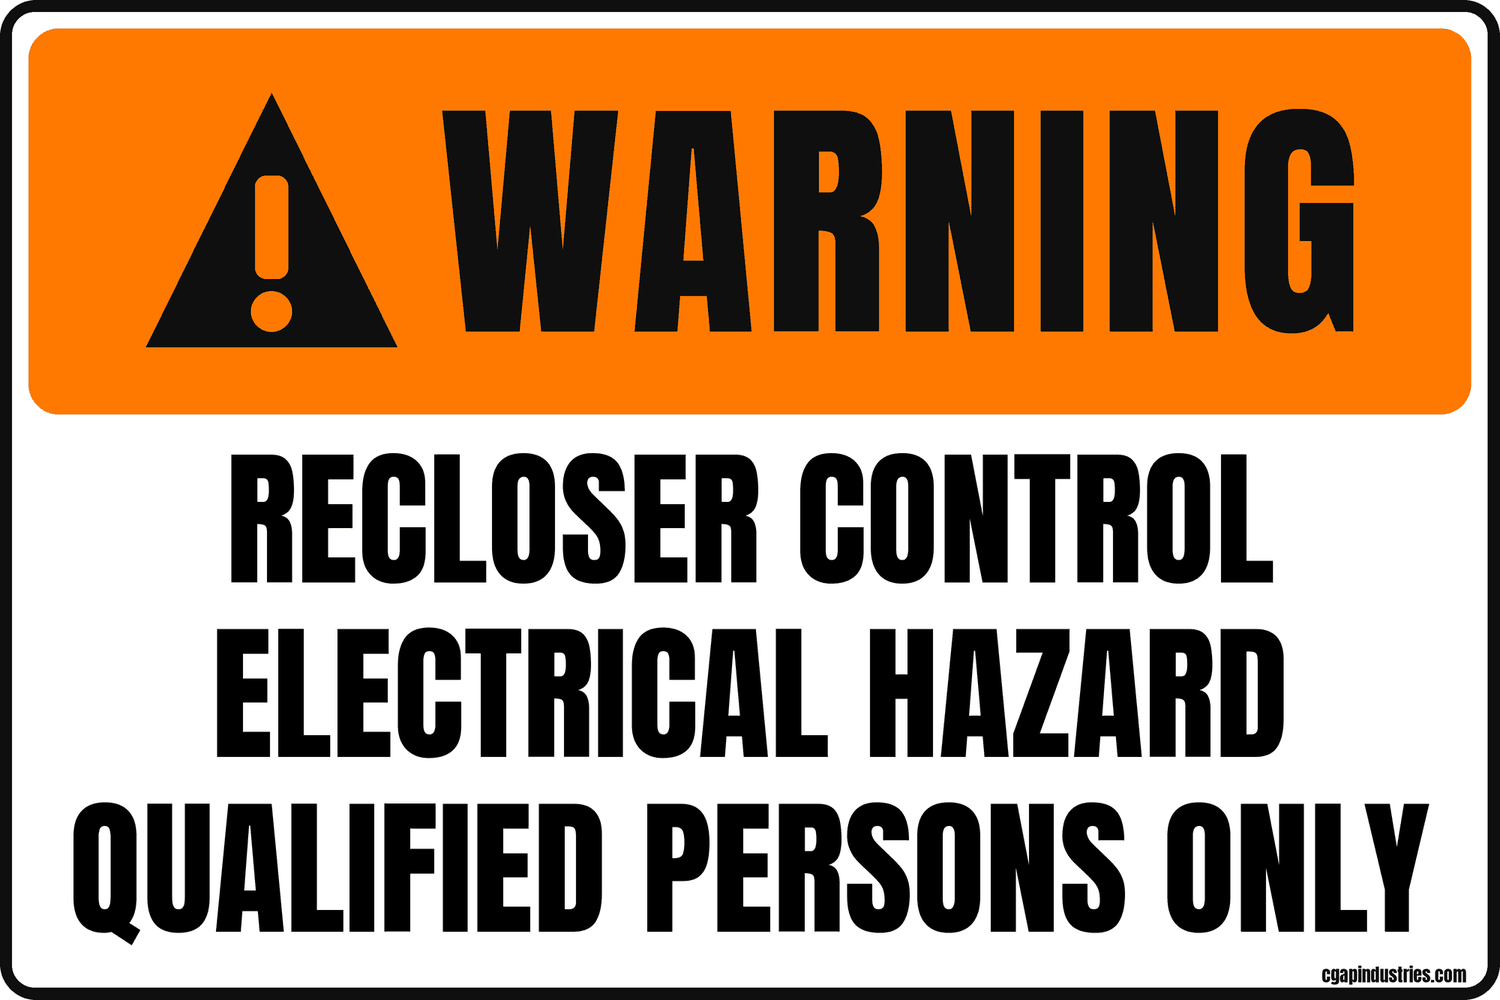 WARNING
RECLOSER CONTROL
ELECTRICAL HAZARD
QUALIFIED PERSONS ONLY
cgapindustries.com